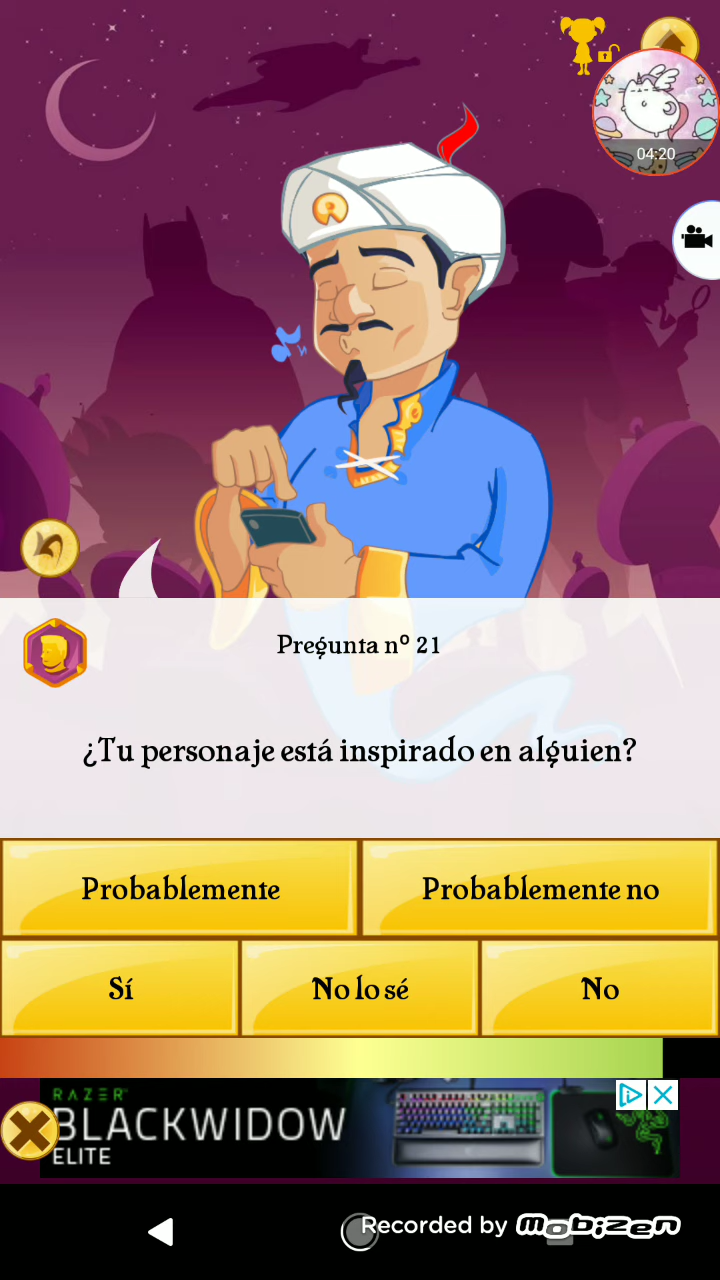 04:20
Pregunta nº 21
¿Tu personaje está inspirado en alguien?
Probablemente
Probablemente no
Sí
No lo sé
No
RAZER™
BLACKWIDOW
ELITE
Recorded by mobizen